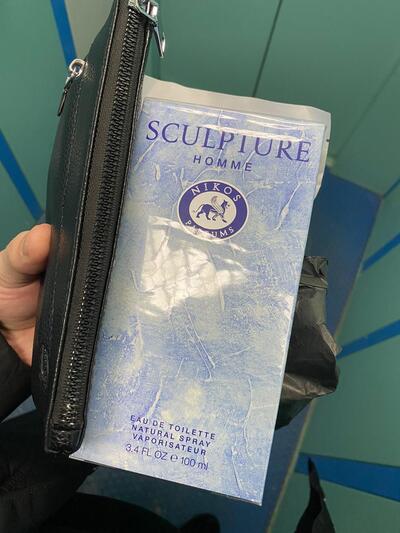 SCULPTURE
HOMME
NIKOS
PARFUMS
EAU DE TOILETTE
NATURAL SPRAY
VAPORISATEUR
3.4 FL OZ ℮ 100 ml